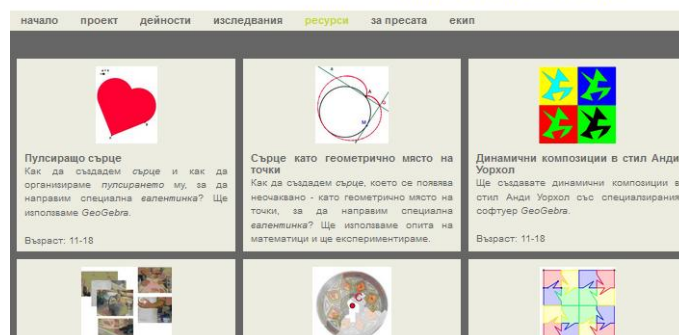 начало проект дейности изследвания ресурси за пресата екип
Пулсиращо сърце
Как да създадем сърце и как да
организираме пулсирането му, за да
направим специална валентинка? Ще
използваме GeoGebra.
Възраст: 11-18
Сърце като геометрично място на
точки
Как да създадем сърце, което се появява
неочаквано - като геометрично място на
точки, за да направим специална
валентинка? Ще използваме опита на
математици и ще експериментираме.
Динамични композиции в стил Анди
Уорхол
Ще създавате динамични композиции в
стил Анди Уорхол със специализирания
софтуер GeoGebra.
Възраст: 11-18